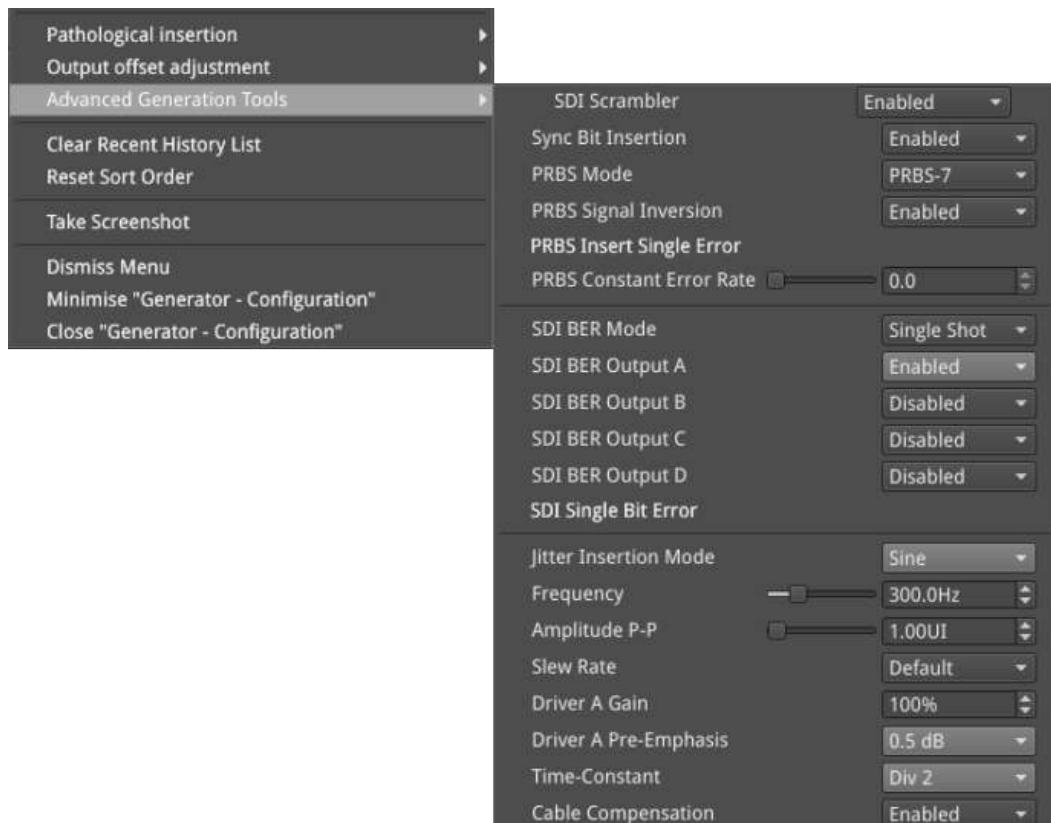 Pathological insertion
Output offset adjustment
Advanced Generation Tools
Clear Recent History List
Reset Sort Order
Take Screenshot
Dismiss Menu
Minimise "Generator - Configuration"
Close "Generator - Configuration"
SDI Scrambler Enabled
Sync Bit Insertion Enabled
PRBS Mode PRBS-7
PRBS Signal Inversion Enabled
PRBS Insert Single Error
PRBS Constant Error Rate 0.0
SDI BER Mode Single Shot
SDI BER Output A Enabled
SDI BER Output B Disabled
SDI BER Output C Disabled
SDI BER Output D Disabled
SDI Single Bit Error
Jitter Insertion Mode Sine
Frequency 300.0Hz
Amplitude P-P 1.00UI
Slew Rate Default
Driver A Gain 100%
Driver A Pre-Emphasis 0.5 dB
Time-Constant Div 2
Cable Compensation Enabled